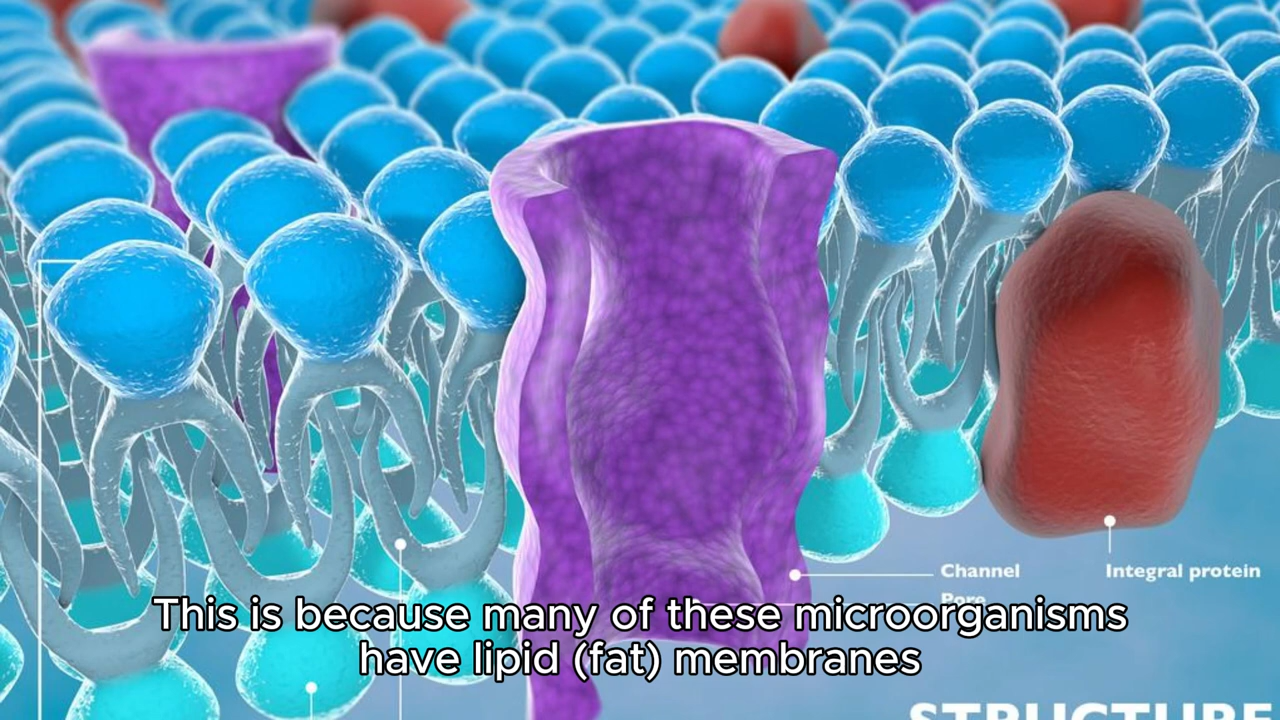 Channel
Integral protein
Pore
This is because many of these microorganisms
have lipid (fat) membranes
STRUCTURE